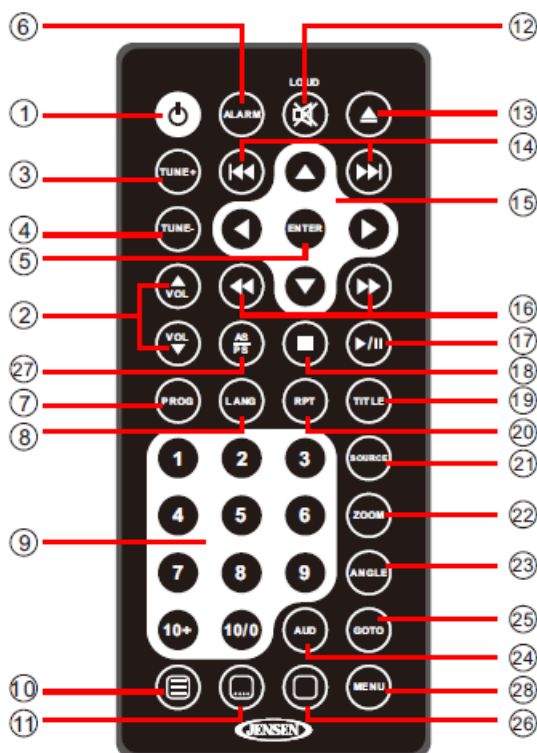 6 12
LOUD
1 ALARM 13
14
3 TUNE+
15
4 TUNE- ENTER
5
2 VOL
16
VOL AS/PS 17
27 18
7 PROG LANG RPT TITLE 19
8 20
1 2 3 SOURCE 21
4 5 6 ZOOM 22
9
7 8 9 ANGLE 23
10+ 10/0 AUD GOTO 25
24
10 MENU 28
11 JENSEN 26